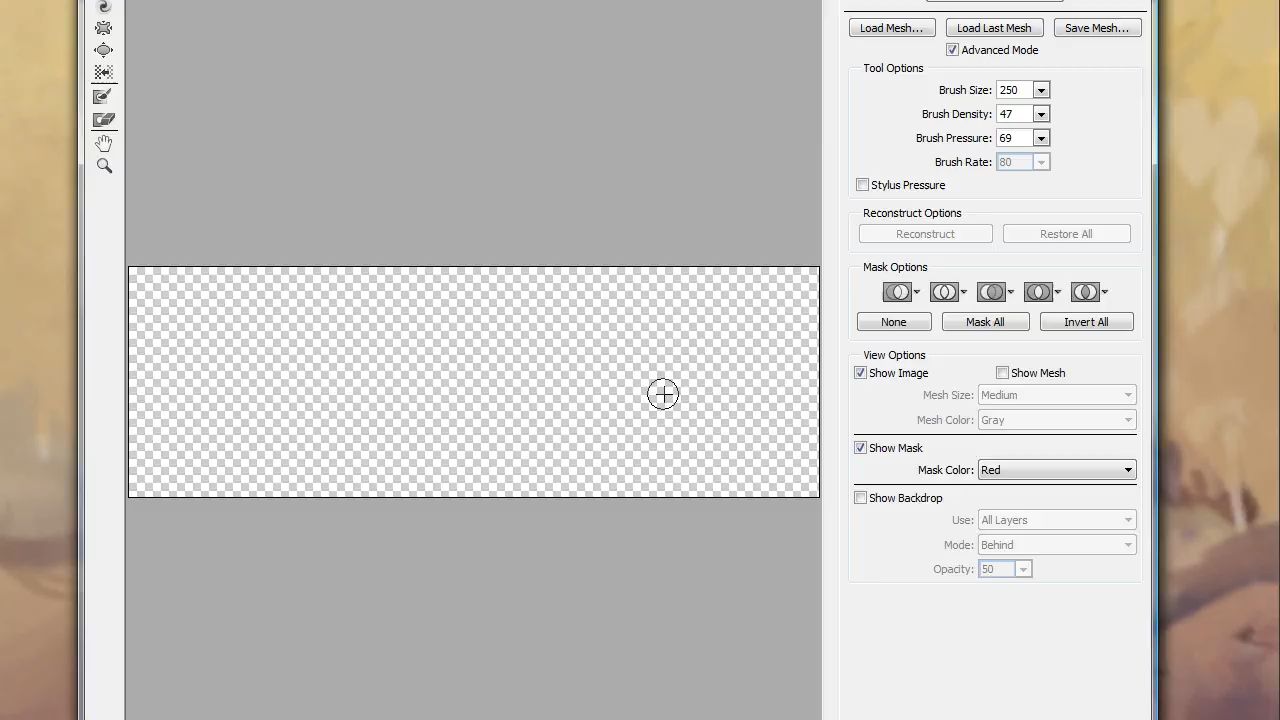 Load Mesh... Load Last Mesh Save Mesh...
Advanced Mode
Tool Options
Brush Size: 250
Brush Density: 47
Brush Pressure: 69
Brush Rate: 80
Stylus Pressure
Reconstruct Options
Reconstruct Restore All
Mask Options
None Mask All Invert All
View Options
Show Image Show Mesh
Mesh Size: Medium
Mesh Color: Gray
Show Mask
Mask Color: Red
Show Backdrop
Use: All Layers
Mode: Behind
Opacity: 50